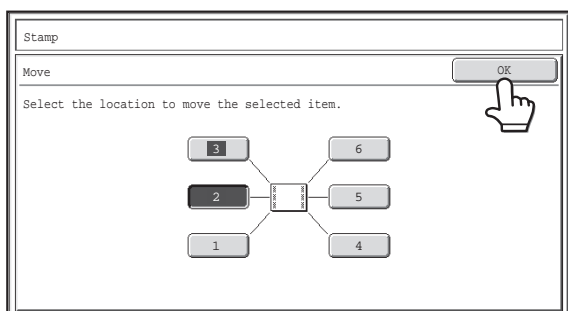 Stamp
Move OK
Select the location to move the selected item.
3 6
2 5
1 4